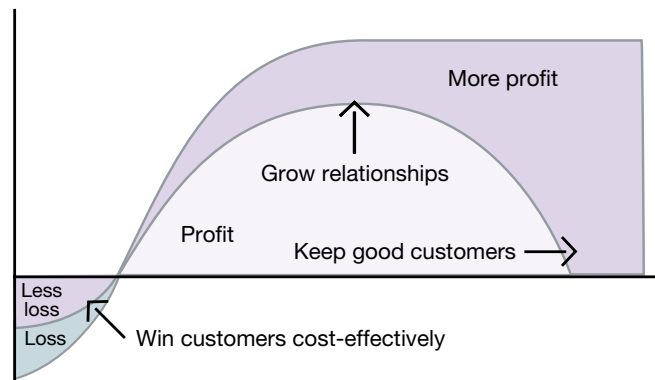 More profit
Grow relationships
Profit
Keep good customers
Less
loss
Loss
Win customers cost-effectively